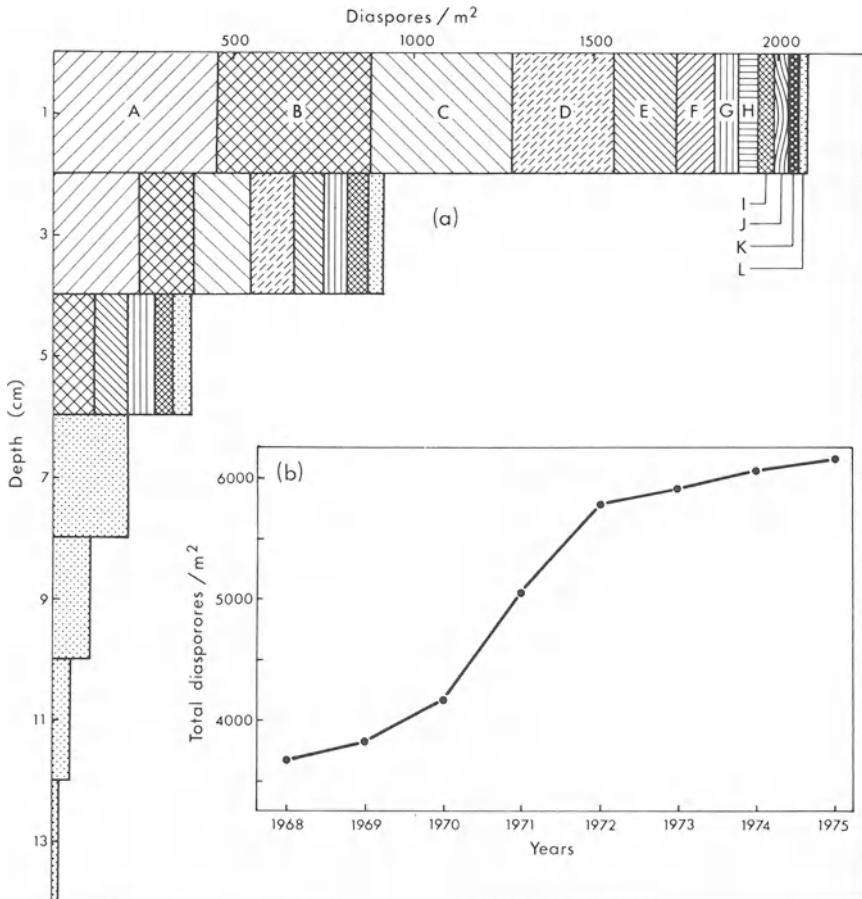 Diaspores / m²
500 1000 1500 2000
1
A B C D E F G H
I
J
K
L
(a)
3
5
7
9
11
13
Depth (cm)
(b)
6000
5000
4000
Total diasporores / m²
1968 1969 1970 1971 1972 1973 1974 1975
Years